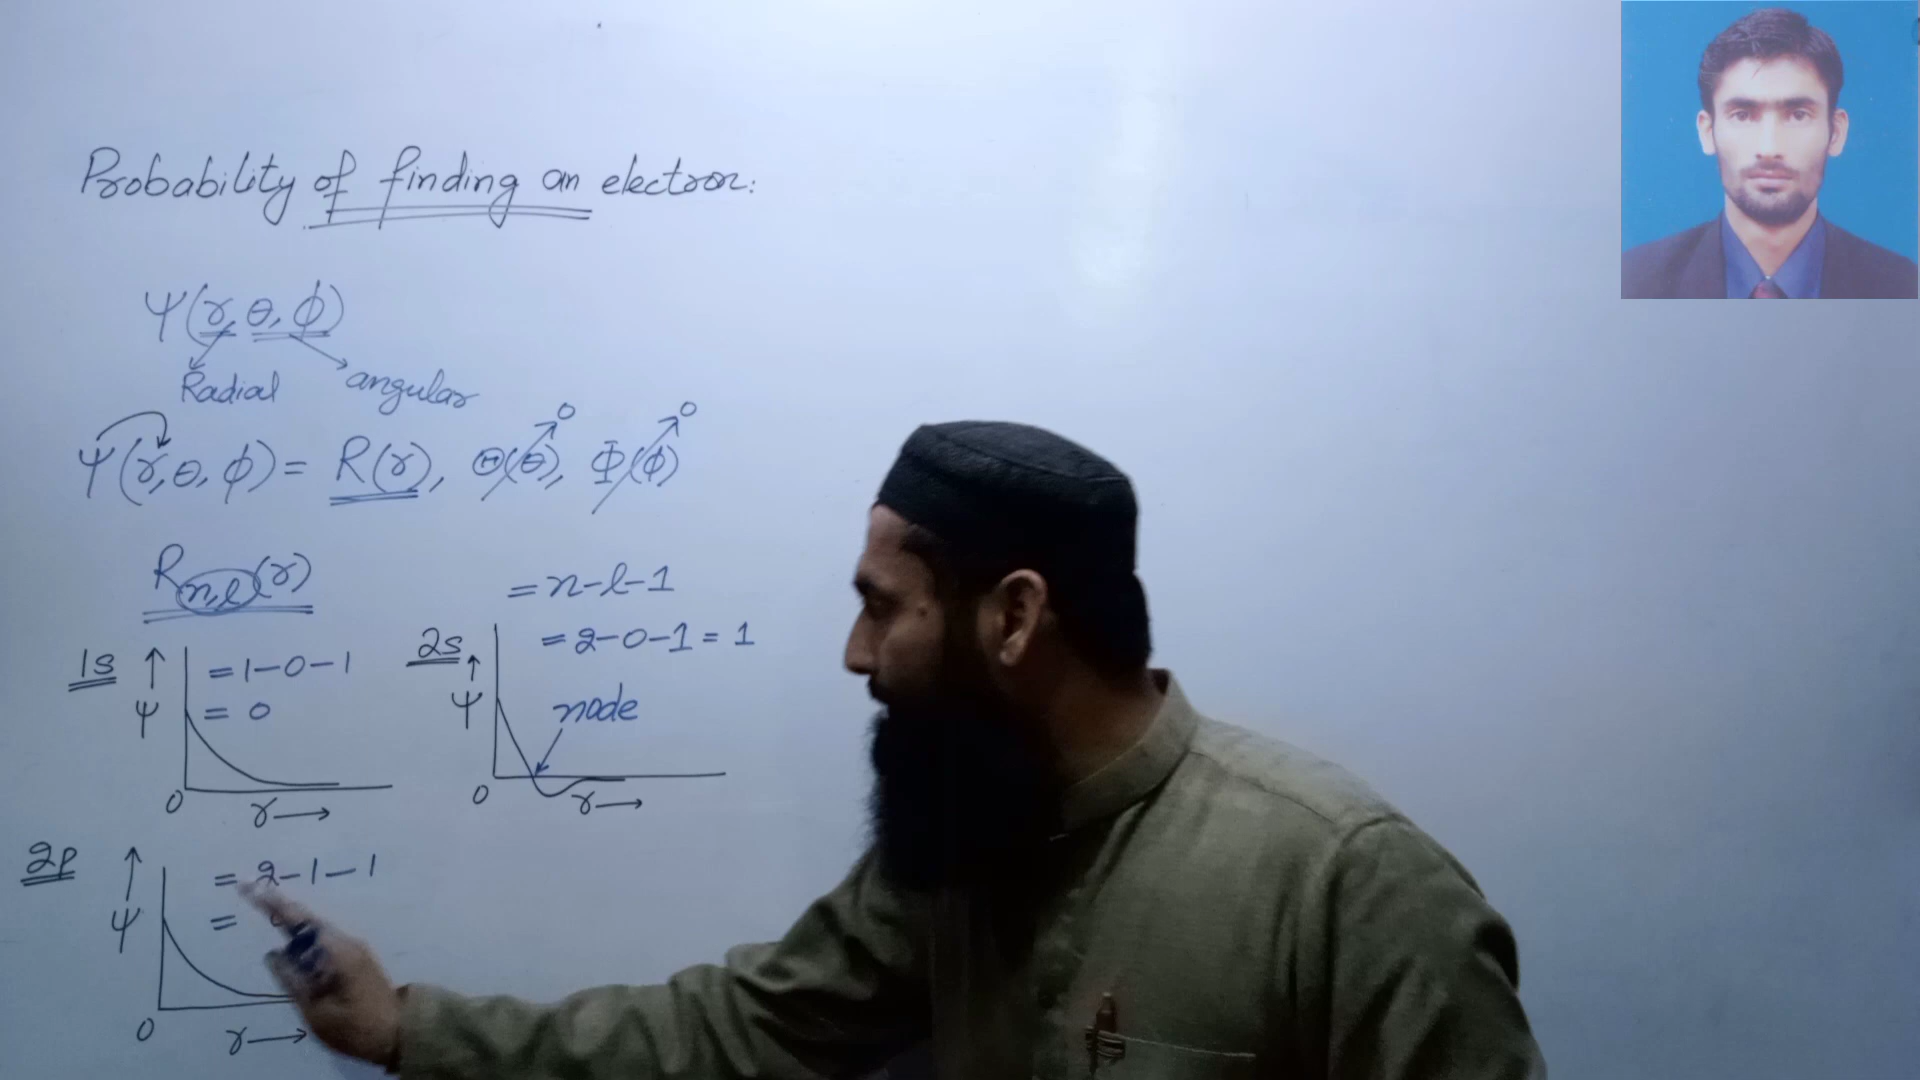 Probability of finding an electron:
Ψ(r, θ, ϕ)
Radial angular
0 0
Ψ(r, θ, ϕ) = R(r), Θ(θ), Φ(ϕ)
Rn,l(r)
= n-l-1
1s ↑ Ψ
= 1-0-1
= 0
0 r →
2s ↑ Ψ
= 2-0-1 = 1
node
0 r →
2p ↑ Ψ
= 2-1-1
=
0 r →